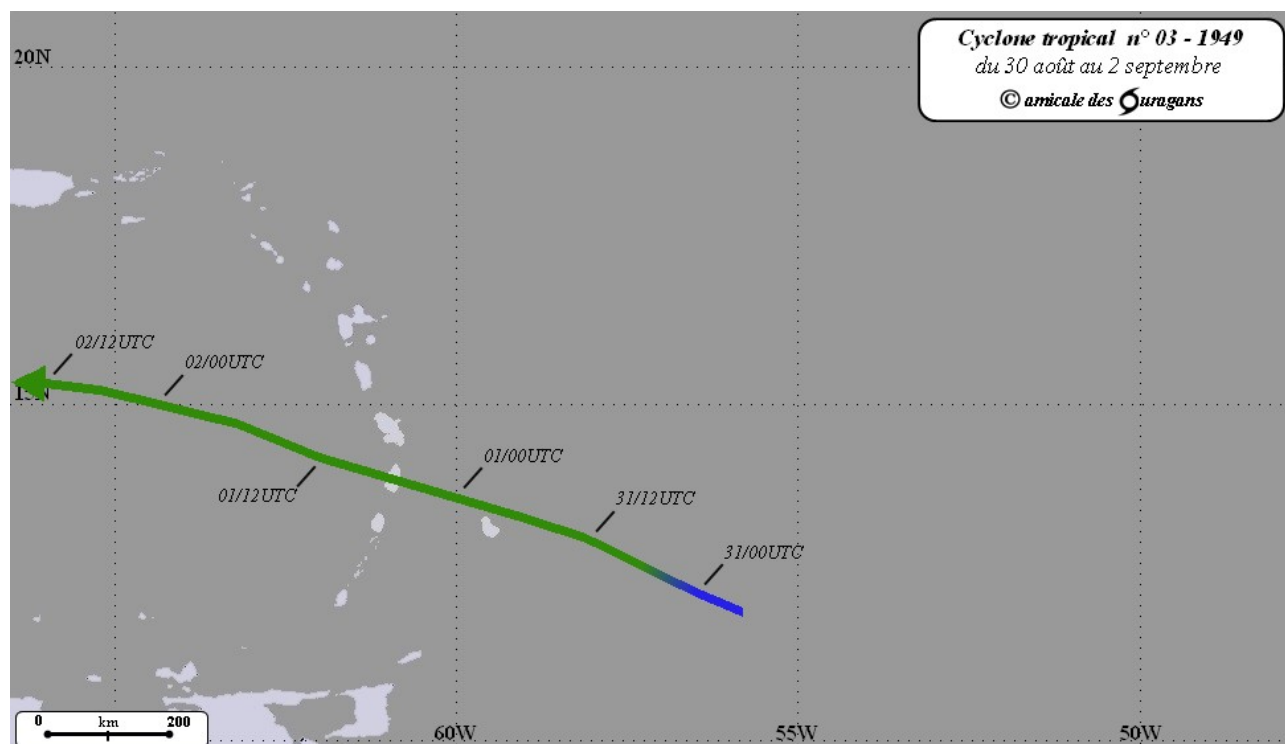 Cyclone tropical n° 03 - 1949
du 30 août au 2 septembre
© amicale des Ouragans
20N
02/12UTC
02/00UTC
15N
01/00UTC
01/12UTC
31/12UTC
31/00UTC
0 km 200
60W
55W
50W